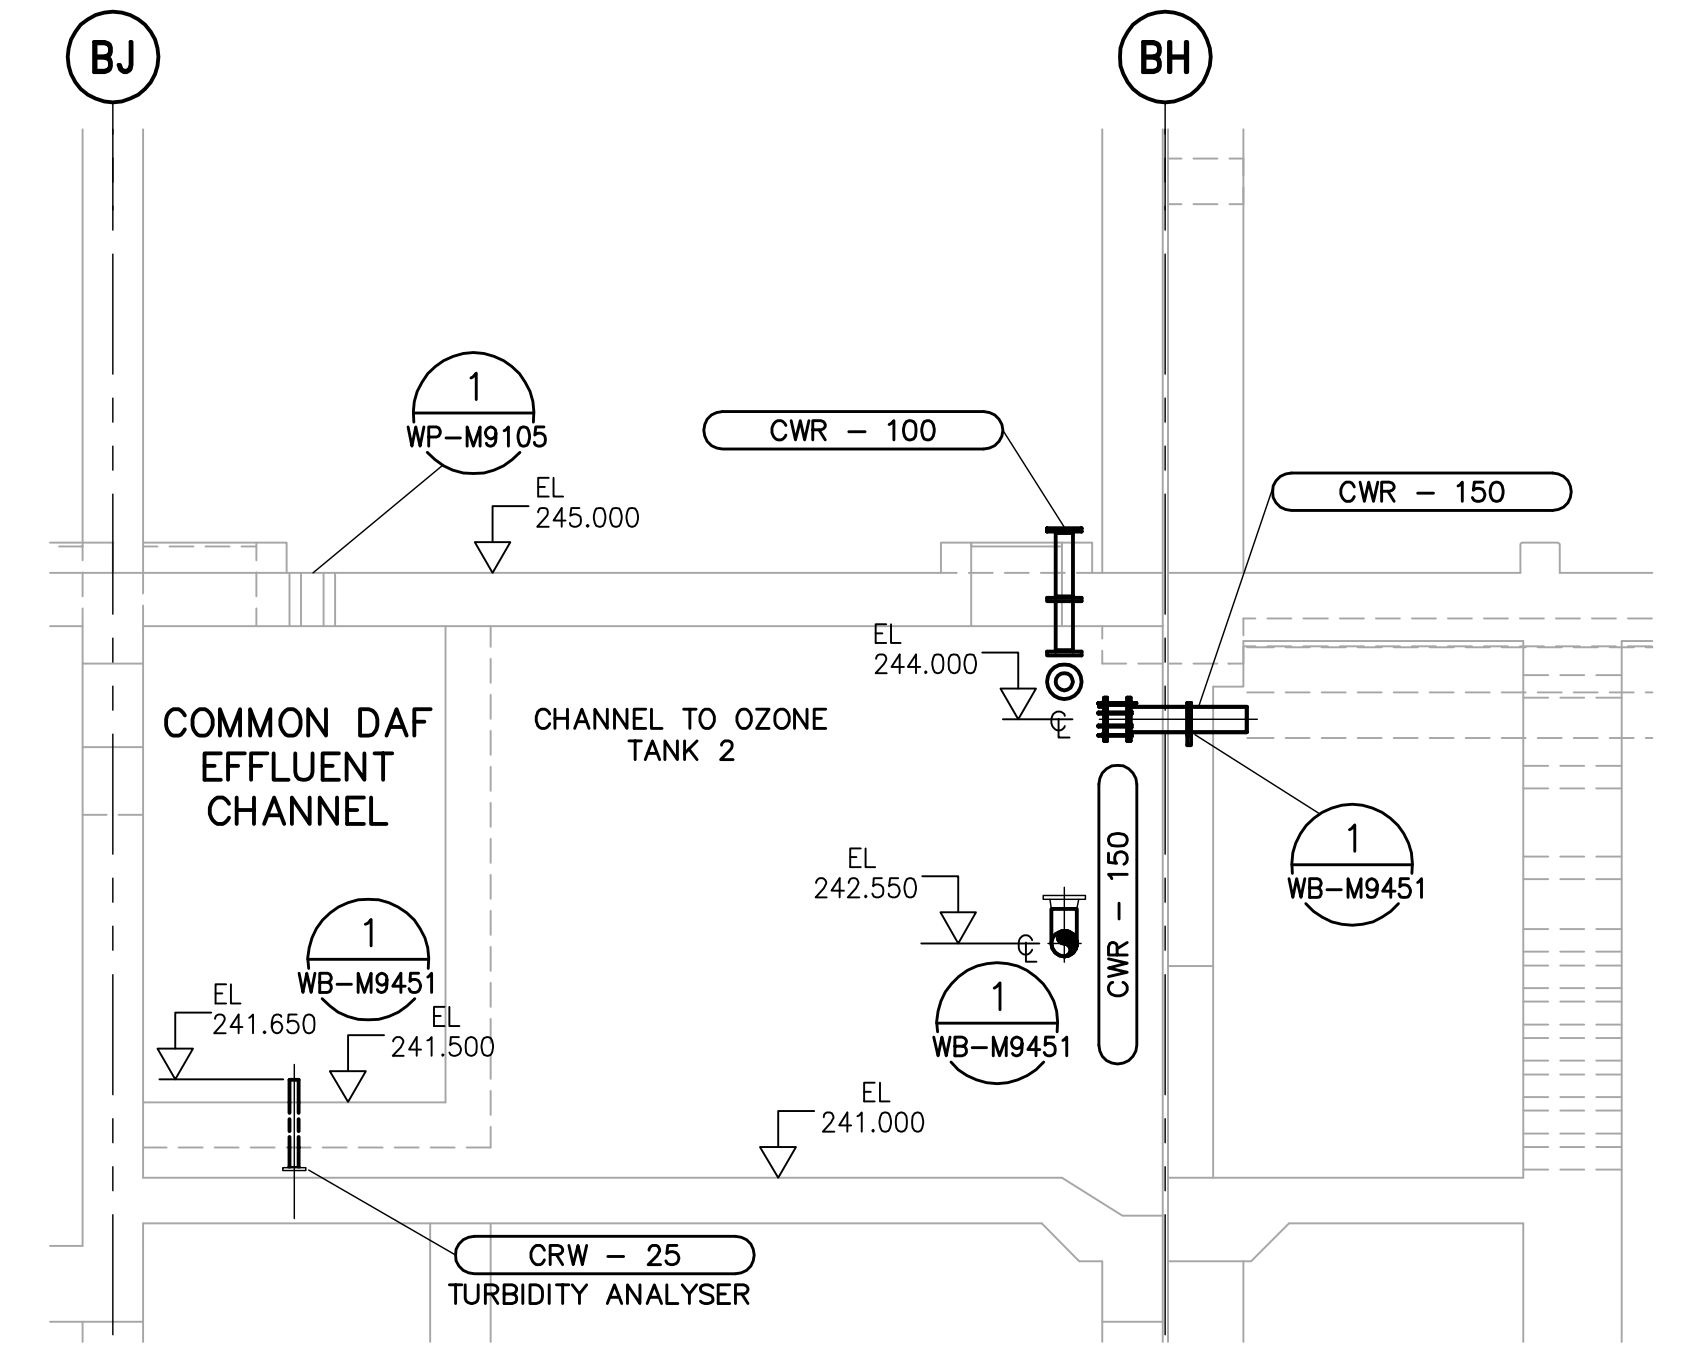 BJ
BH
1
WP-M9105
CWR - 100
CWR - 150
EL
245.000
EL
244.000
COMMON DAF
EFFLUENT
CHANNEL
CHANNEL TO OZONE
TANK 2
℄
1
WB-M9451
CWR - 150
EL
242.550
℄
1
WB-M9451
1
WB-M9451
EL
241.650
EL
241.500
EL
241.000
CRW - 25
TURBIDITY ANALYSER